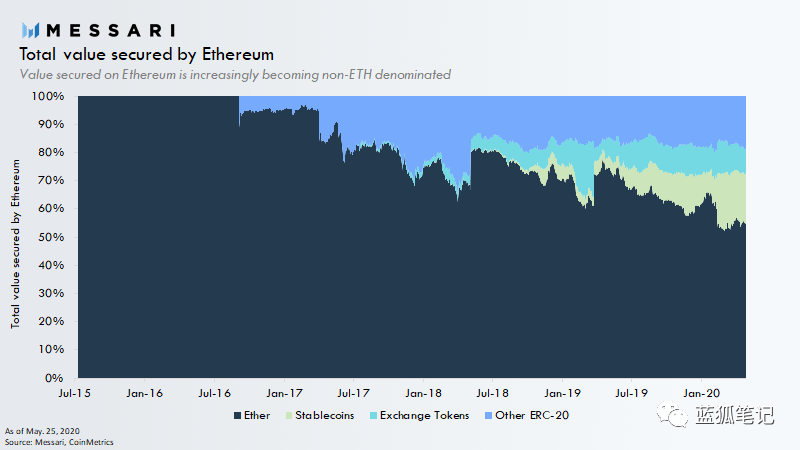 MESSARI
Total value secured by Ethereum
Value secured on Ethereum is increasingly becoming non-ETH denominated
Total value secured by Ethereum
100%
90%
80%
70%
60%
50%
40%
30%
20%
10%
0%
Jul-15 Jan-16 Jul-16 Jan-17 Jul-17 Jan-18 Jul-18 Jan-19 Jul-19 Jan-20
Ether Stablecoins Exchange Tokens Other ERC-20
蓝狐笔记
As of May. 25, 2020
Source: Messari, CoinMetrics